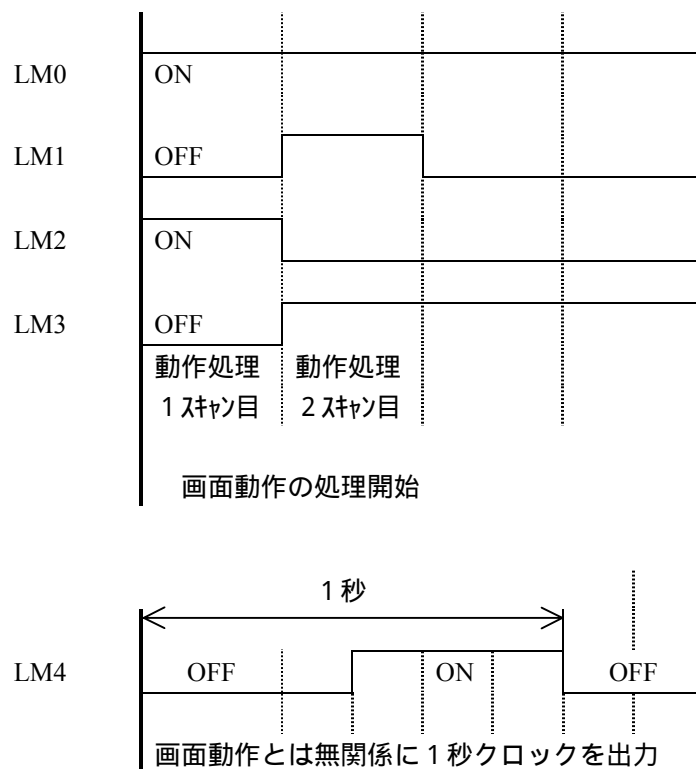 LM0 ON
LM1 OFF
LM2 ON
LM3 OFF
動作処理 動作処理
1ｽｷｬﾝ目 2ｽｷｬﾝ目
画面動作の処理開始
1秒
LM4 OFF ON OFF
画面動作とは無関係に1秒クロックを出力